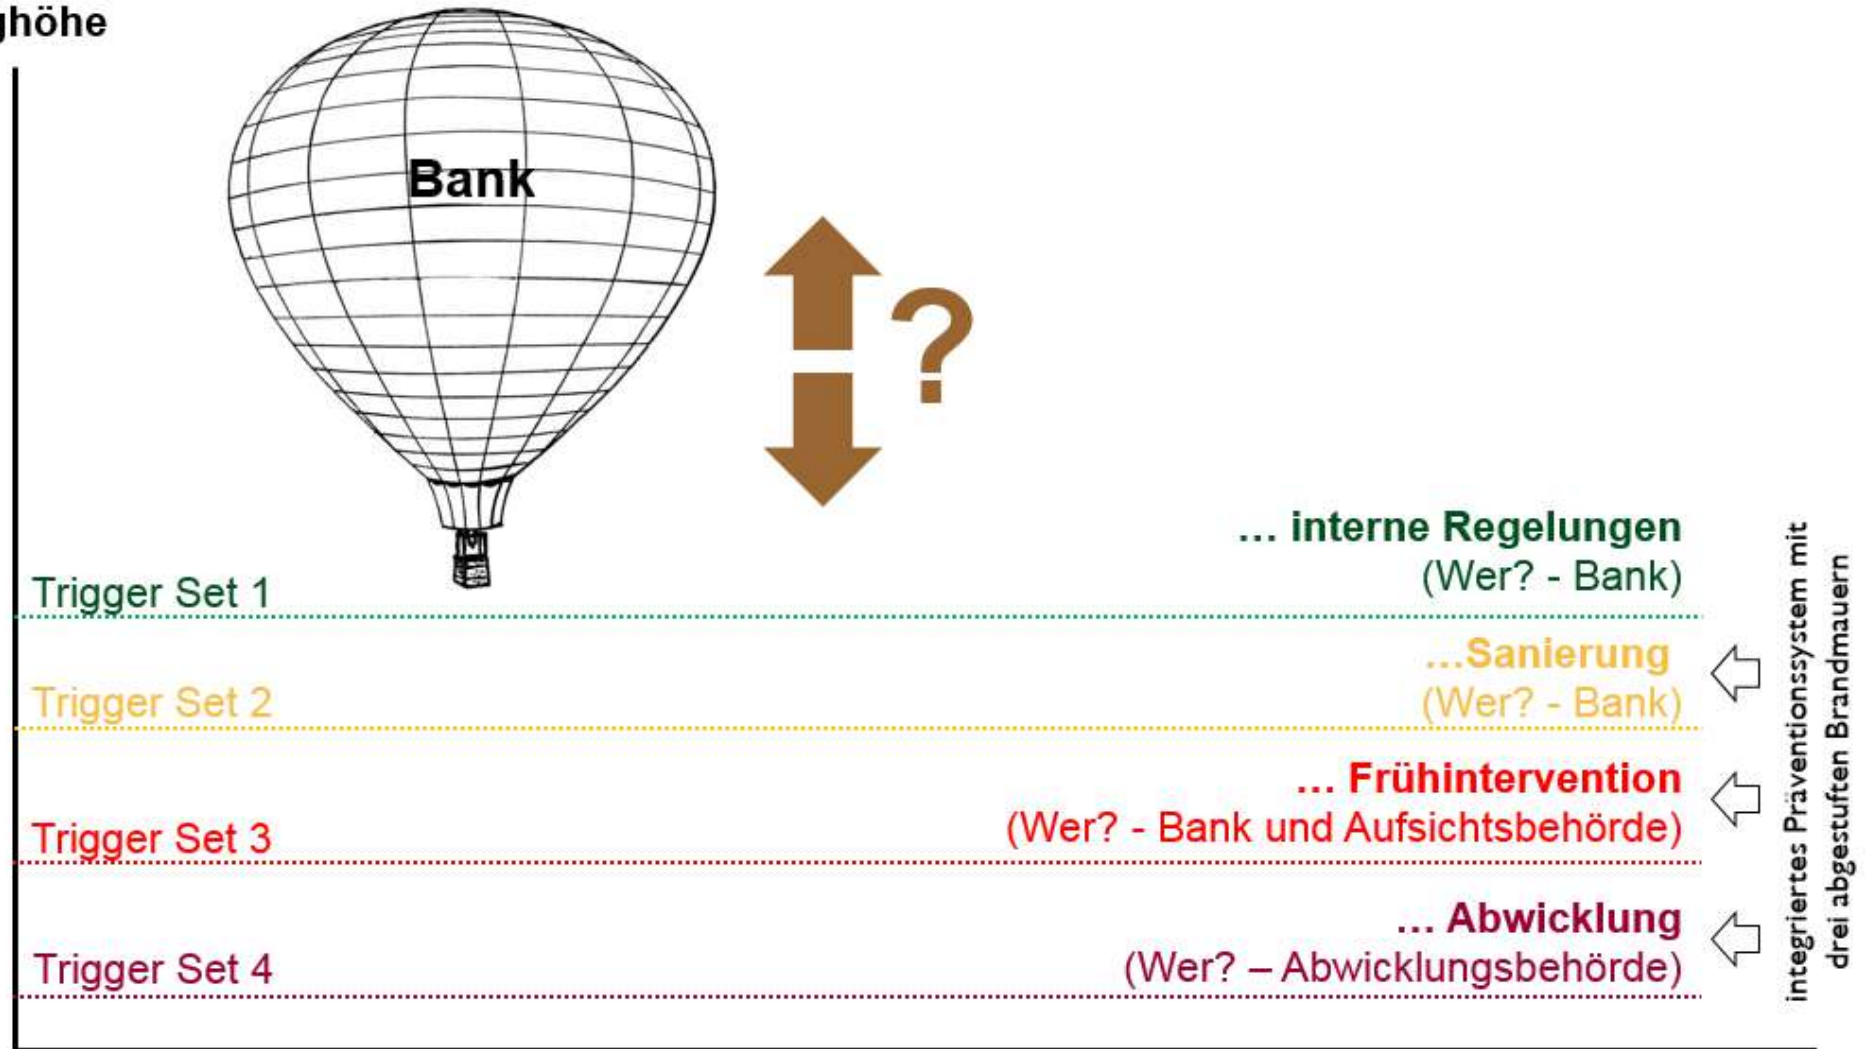 ghöhe
Bank
?
Trigger Set 1
… interne Regelungen
(Wer? - Bank)
Trigger Set 2
…Sanierung
(Wer? - Bank)
Trigger Set 3
… Frühintervention
(Wer? - Bank und Aufsichtsbehörde)
Trigger Set 4
… Abwicklung
(Wer? – Abwicklungsbehörde)
integriertes Präventionssystem mit
drei abgestuften Brandmauern